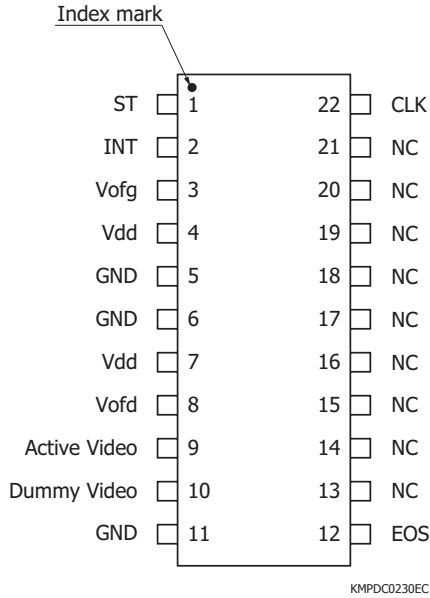 Index mark
ST 1 22 CLK
INT 2 21 NC
Vofg 3 20 NC
Vdd 4 19 NC
GND 5 18 NC
GND 6 17 NC
Vdd 7 16 NC
Vofd 8 15 NC
Active Video 9 14 NC
Dummy Video 10 13 NC
GND 11 12 EOS
KMPDC0230EC